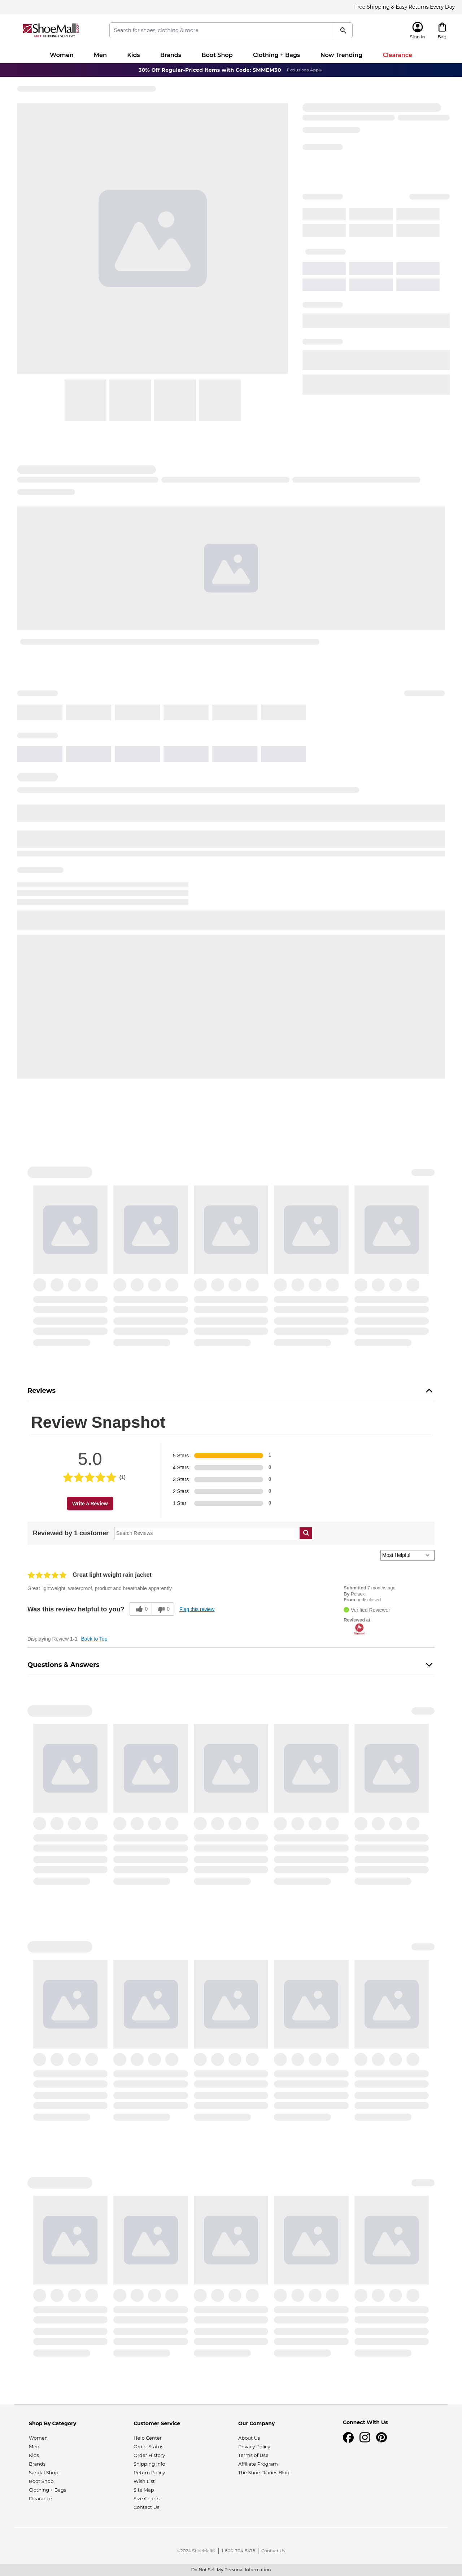 Free Shipping & Easy Returns Every Day
ShoeMall
FREE SHIPPING EVERY DAY
Search for shoes, clothing & more
Sign In
Bag
Women
Men
Kids
Brands
Boot Shop
Clothing + Bags
Now Trending
Clearance
30% Off Regular-Priced Items with Code: SMMEM30 Exclusions Apply
Reviews
Review Snapshot
5.0
(1)
Write a Review
5 Stars 1
4 Stars 0
3 Stars 0
2 Stars 0
1 Star 0
Reviewed by 1 customer
Search Reviews
Most Helpful
Great light weight rain jacket
Great lightweight, waterproof, product and breathable apparently
Submitted 7 months ago
By Polack
From undisclosed
Verified Reviewer
Reviewed at
Was this review helpful to you? 0 0 Flag this review
Displaying Review 1-1 Back to Top
Questions & Answers
Shop By Category
Women
Men
Kids
Brands
Sandal Shop
Boot Shop
Clothing + Bags
Clearance
Customer Service
Help Center
Order Status
Order History
Shipping Info
Return Policy
Wish List
Site Map
Size Charts
Contact Us
Our Company
About Us
Privacy Policy
Terms of Use
Affiliate Program
The Shoe Diaries Blog
Connect With Us
©2024 ShoeMall® | 1-800-704-5478 | Contact Us
Do Not Sell My Personal Information